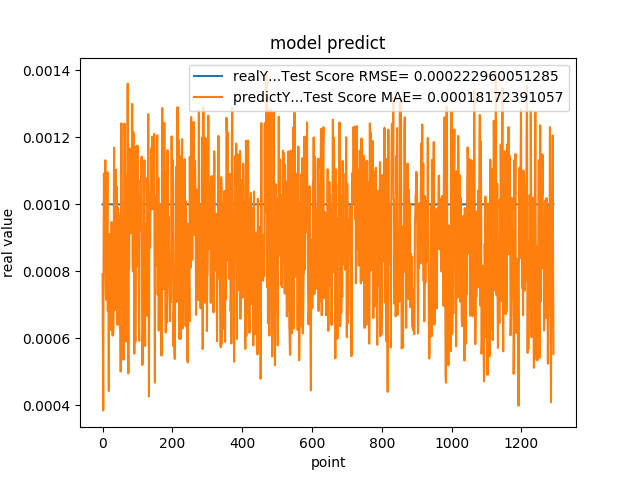 model predict
realY...Test Score RMSE= 0.000222960051285
predictY...Test Score MAE= 0.00018172391057
0.0014
0.0012
0.0010
0.0008
0.0006
0.0004
real value
0 200 400 600 800 1000 1200
point